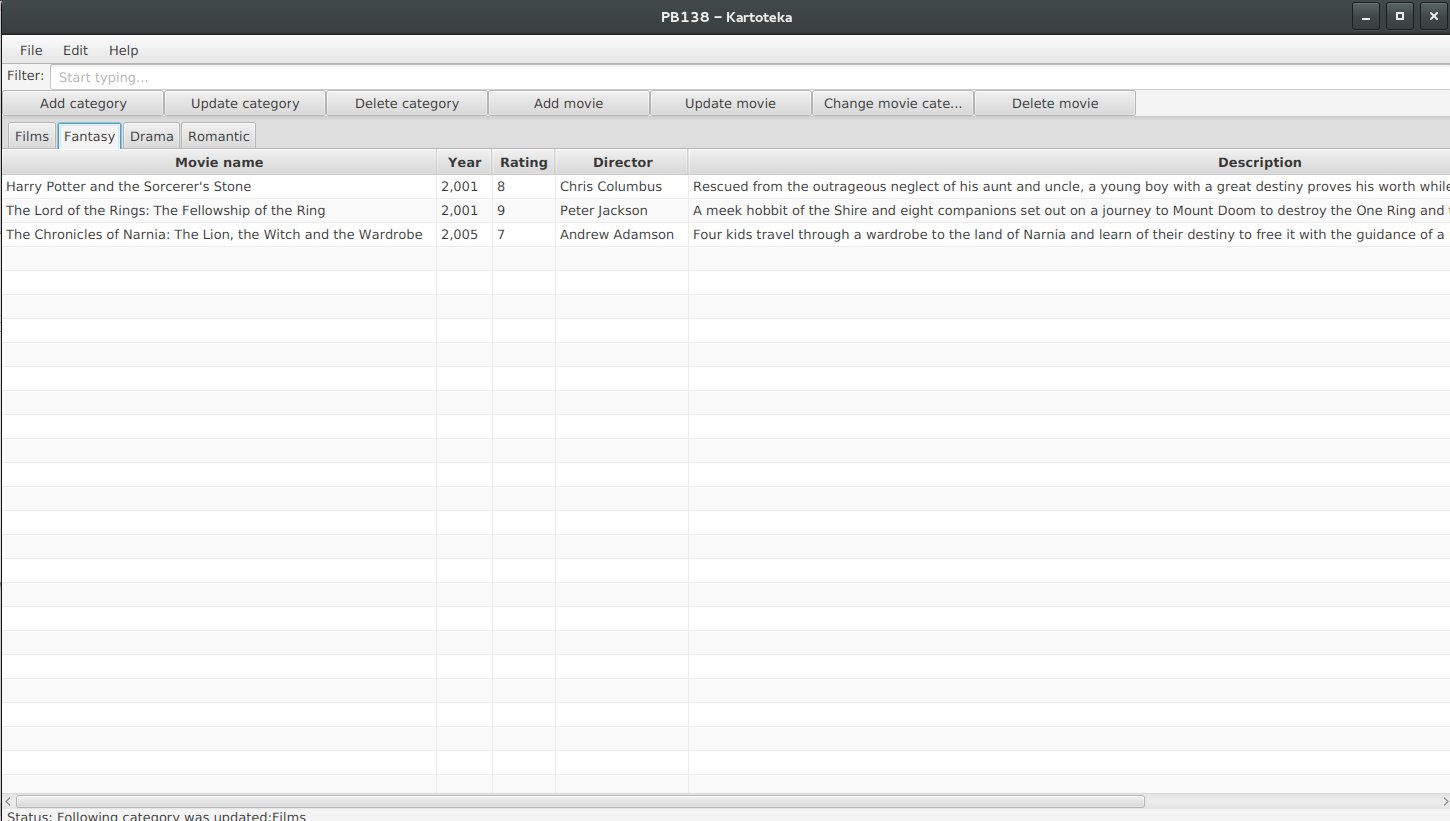 PB138 – Kartoteka
File Edit Help
Filter: Start typing...
Add category Update category Delete category Add movie Update movie Change movie cate... Delete movie
Films Fantasy Drama Romantic
Movie name Year Rating Director Description
Harry Potter and the Sorcerer's Stone 2,001 8 Chris Columbus Rescued from the outrageous neglect of his aunt and uncle, a young boy with a great destiny proves his worth while
The Lord of the Rings: The Fellowship of the Ring 2,001 9 Peter Jackson A meek hobbit of the Shire and eight companions set out on a journey to Mount Doom to destroy the One Ring and
The Chronicles of Narnia: The Lion, the Witch and the Wardrobe 2,005 7 Andrew Adamson Four kids travel through a wardrobe to the land of Narnia and learn of their destiny to free it with the guidance of a
Status: Following category was updated:Films